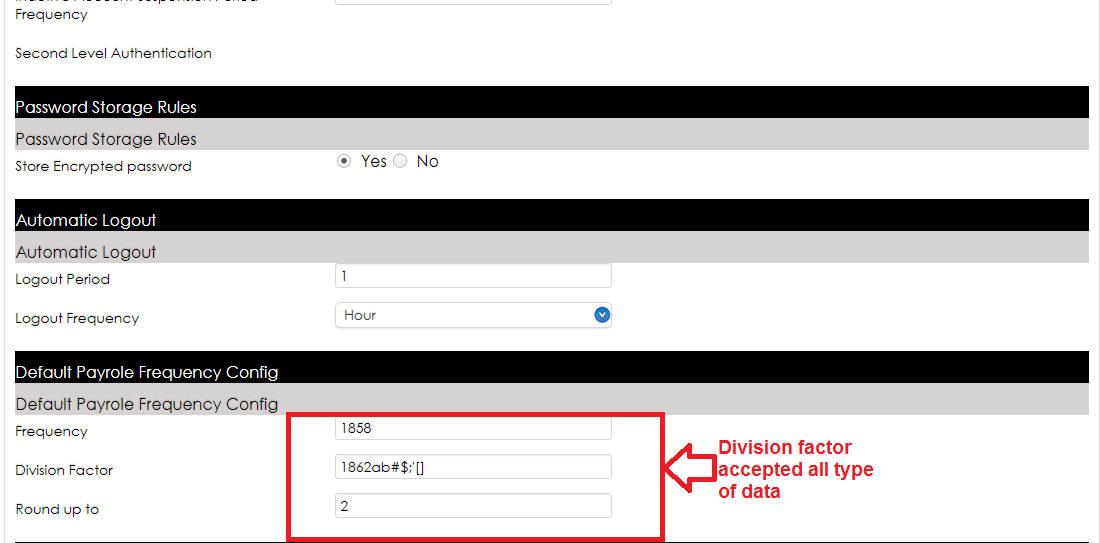 Frequency
Second Level Authentication
Password Storage Rules
Password Storage Rules
Store Encrypted password
Yes No
Automatic Logout
Automatic Logout
Logout Period
1
Logout Frequency
Hour
Default Payrole Frequency Config
Default Payrole Frequency Config
Frequency
1858
Division Factor
1862ab#$;'[]
Round up to
2
Division factor
accepted all type
of data